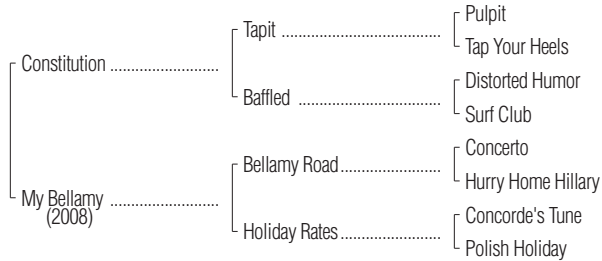 Pulpit
Tapit
Tap Your Heels
Constitution
Distorted Humor
Baffled
Surf Club
Concerto
Bellamy Road
Hurry Home Hillary
My Bellamy
(2008)
Concorde's Tune
Holiday Rates
Polish Holiday